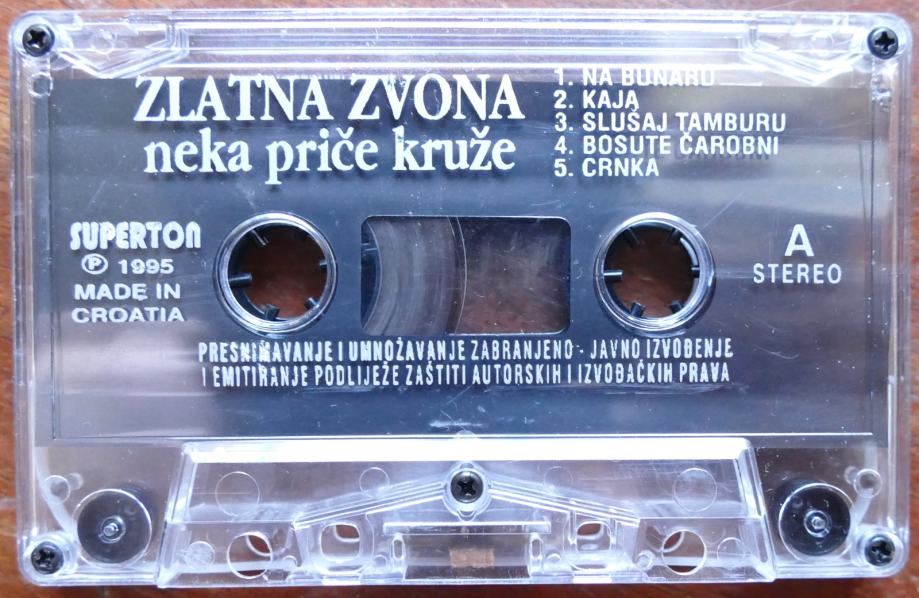 ZLATNA ZVONA
neka priče kruže
1. NA BUNARU
2. KAJA
3. SLUŠAJ TAMBURU
4. BOSUTE ČAROBNI
5. CRNKA
SUPERTON
Ⓟ 1995
MADE IN
CROATIA
A
STEREO
PRESNIMAVANJE I UMNOŽAVANJE ZABRANJENO - JAVNO IZVOĐENJE
I EMITIRANJE PODLIJEŽE ZAŠTITI AUTORSKIH I IZVOĐAČKIH PRAVA